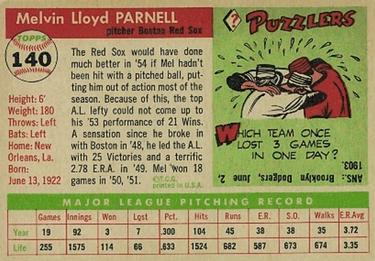 Melvin Lloyd PARNELL
pitcher Boston Red Sox
TOPPS
140
Height: 6'
Weight: 180
Throws: Left
Bats: Left
Home: New
Orleans, La.
Born:
June 13, 1922
The Red Sox would have done
much better in '54 if Mel hadn't
been hit with a pitched ball, put-
ting him out of action most of the
season. Because of this, the top
A.L. lefty could not come up to
his '53 performance of 21 Wins.
A sensation since he broke in
with Boston in '48, he led the A.L.
with 25 Victories and a terrific
2.78 E.R.A. in '49. Mel won 18
games in '50, '51.
©T.C.G. PRINTED IN U.S.A.
?
PUZZLERS
WHICH TEAM ONCE
LOST 3 GAMES
IN ONE DAY?
ANS.: Brooklyn Dodgers, June 2,
1903.
MAJOR LEAGUE PITCHING RECORD
Games Innings Won Lost Pct. Hits S.O. Runs E.R. Walks E.R.Avg
Year 19 92 3 7 .300 104 45 45 38 35 3.72
Life 255 1575 114 66 .633 1524 682 673 587 674 3.35